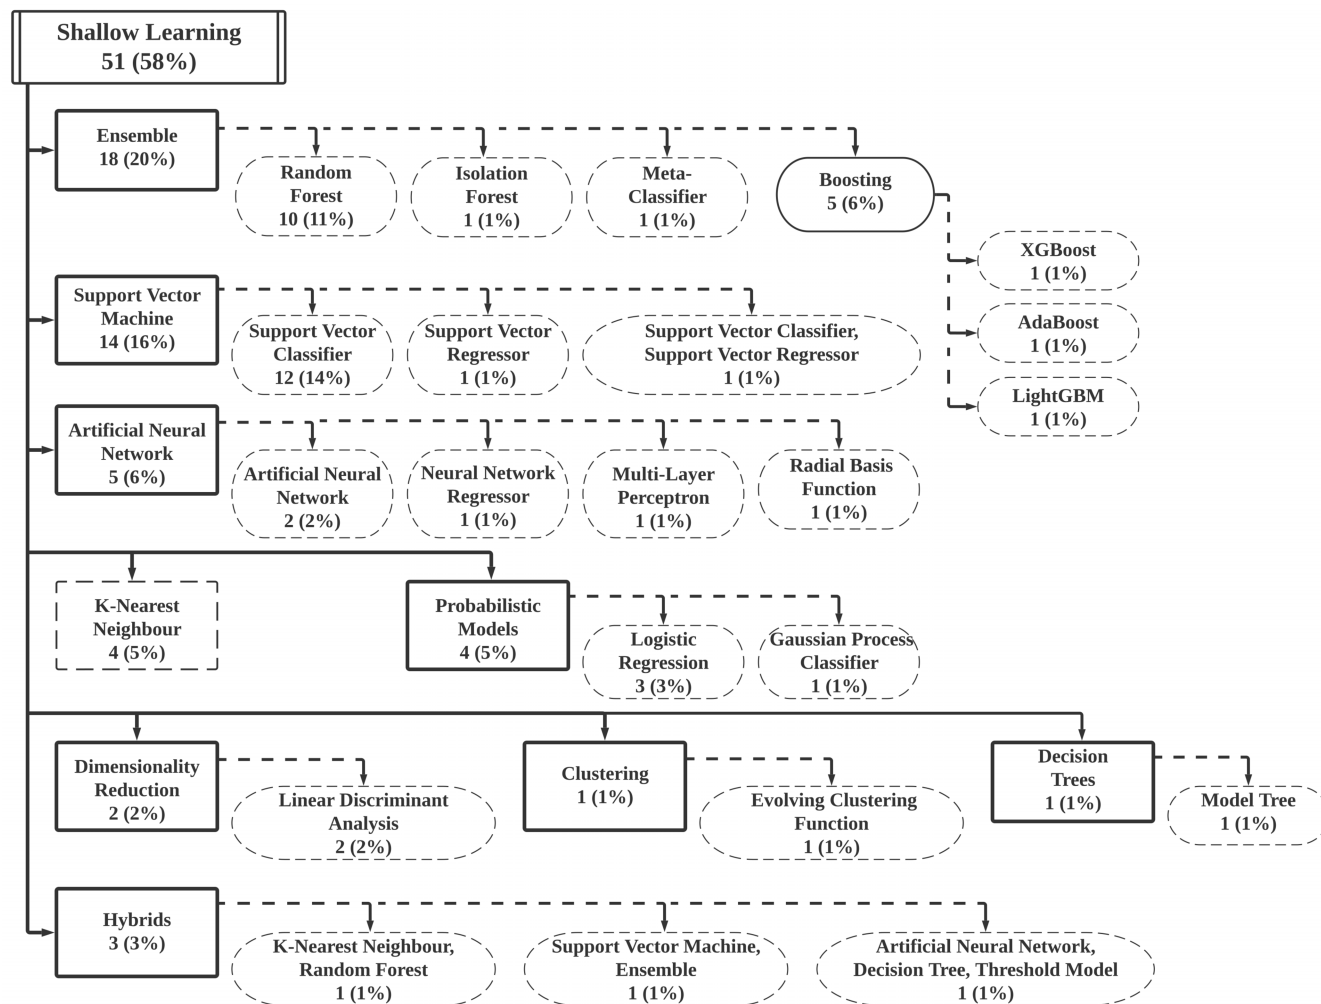 Shallow Learning
51 (58%)
Ensemble
18 (20%)
Random
Forest
10 (11%)
Isolation
Forest
1 (1%)
Meta-
Classifier
1 (1%)
Boosting
5 (6%)
XGBoost
1 (1%)
AdaBoost
1 (1%)
LightGBM
1 (1%)
Support Vector
Machine
14 (16%)
Support Vector
Classifier
12 (14%)
Support Vector
Regressor
1 (1%)
Support Vector Classifier,
Support Vector Regressor
1 (1%)
Artificial Neural
Network
5 (6%)
Artificial Neural
Network
2 (2%)
Neural Network
Regressor
1 (1%)
Multi-Layer
Perceptron
1 (1%)
Radial Basis
Function
1 (1%)
K-Nearest
Neighbour
4 (5%)
Probabilistic
Models
4 (5%)
Logistic
Regression
3 (3%)
Gaussian Process
Classifier
1 (1%)
Dimensionality
Reduction
2 (2%)
Linear Discriminant
Analysis
2 (2%)
Clustering
1 (1%)
Evolving Clustering
Function
1 (1%)
Decision
Trees
1 (1%)
Model Tree
1 (1%)
Hybrids
3 (3%)
K-Nearest Neighbour,
Random Forest
1 (1%)
Support Vector Machine,
Ensemble
1 (1%)
Artificial Neural Network,
Decision Tree, Threshold Model
1 (1%)